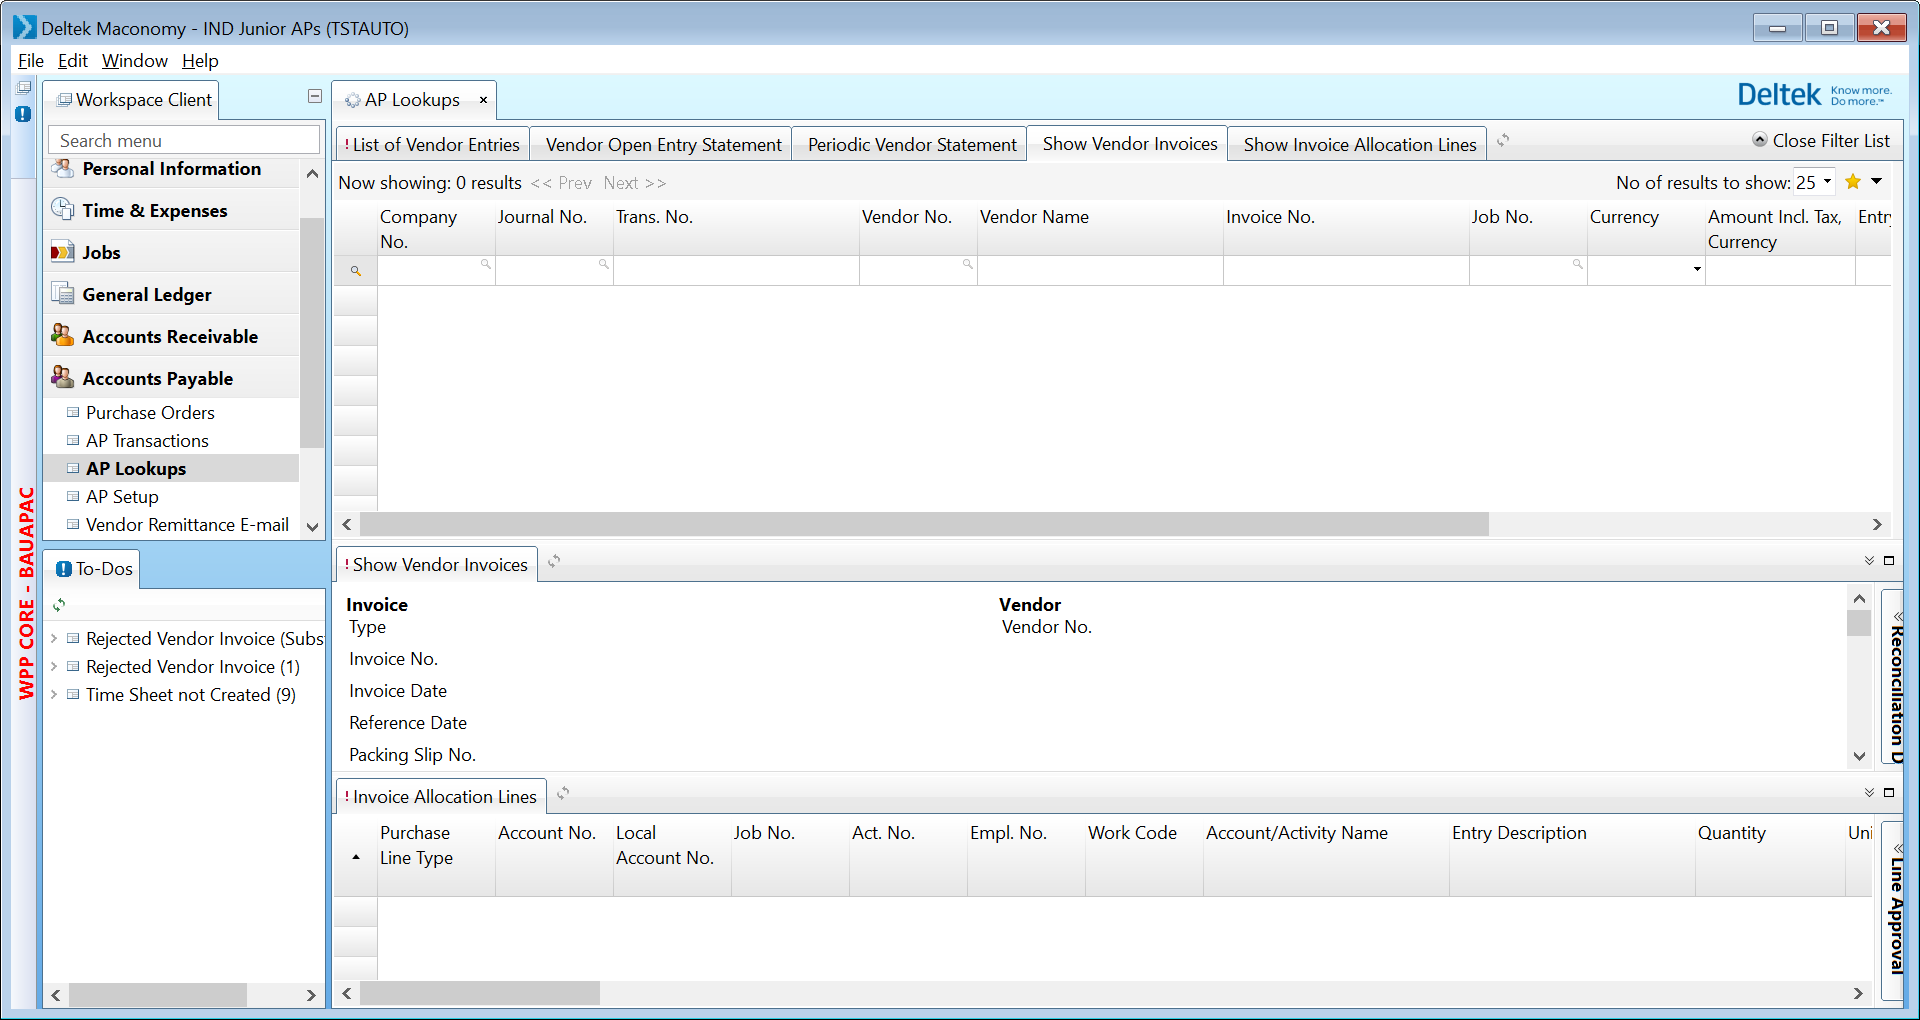 Deltek Maconomy - IND Junior APs (TSTAUTO)
File Edit Window Help
Workspace Client
Search menu
Personal Information
Time & Expenses
Jobs
General Ledger
Accounts Receivable
Accounts Payable
Purchase Orders
AP Transactions
AP Lookups
AP Setup
Vendor Remittance E-mail
WPP CORE - BAUAPAC
To-Dos
Rejected Vendor Invoice (Subs
Rejected Vendor Invoice (1)
Time Sheet not Created (9)
AP Lookups
Deltek Know more. Do more.™
! List of Vendor Entries Vendor Open Entry Statement Periodic Vendor Statement Show Vendor Invoices Show Invoice Allocation Lines Close Filter List
Now showing: 0 results << Prev Next >> No of results to show: 25
Company No. Journal No. Trans. No. Vendor No. Vendor Name Invoice No. Job No. Currency Amount Incl. Tax, Currency Entry
! Show Vendor Invoices
Invoice Vendor
Type Vendor No.
Invoice No.
Invoice Date
Reference Date
Packing Slip No.
Reconciliation D
! Invoice Allocation Lines
Purchase Line Type Account No. Local Account No. Job No. Act. No. Empl. No. Work Code Account/Activity Name Entry Description Quantity Uni
Line Approval